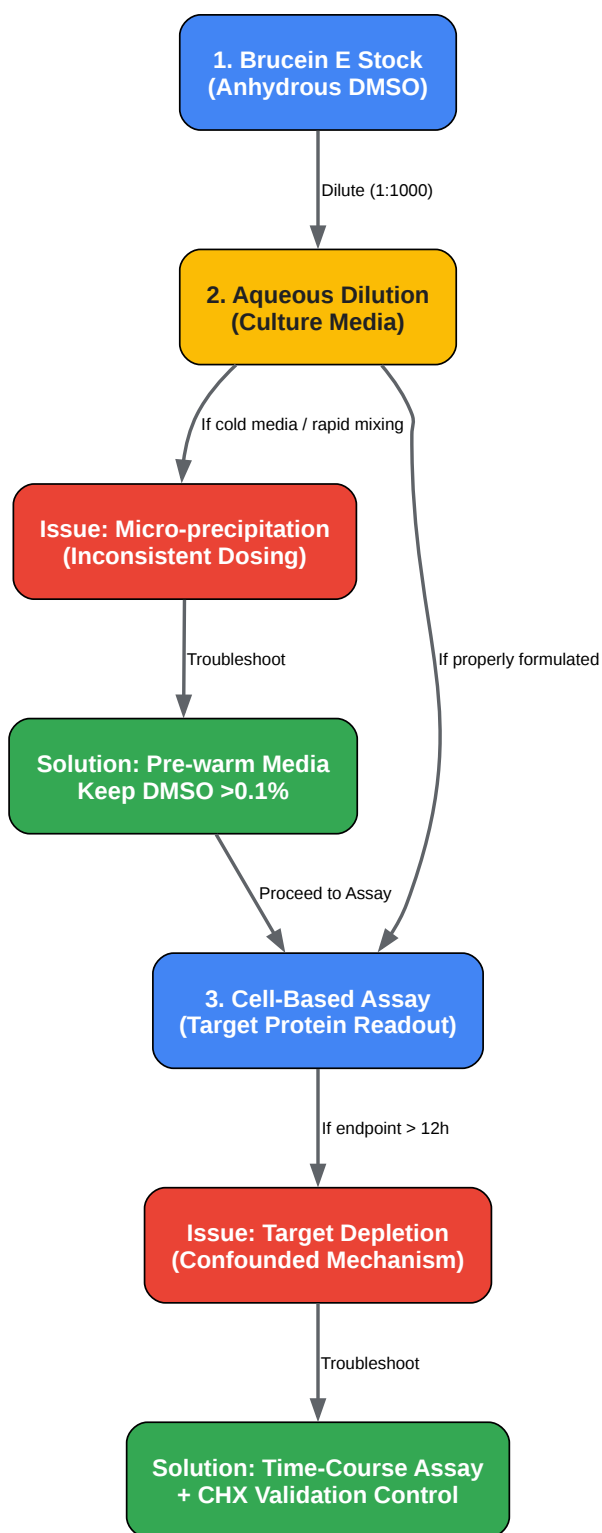 1. Brucein E Stock
(Anhydrous DMSO)
Dilute (1:1000)
2. Aqueous Dilution
(Culture Media)
If cold media / rapid mixing
Issue: Micro-precipitation
(Inconsistent Dosing)
Troubleshoot
If properly formulated
Solution: Pre-warm Media
Keep DMSO >0.1%
Proceed to Assay
3. Cell-Based Assay
(Target Protein Readout)
If endpoint > 12h
Issue: Target Depletion
(Confounded Mechanism)
Troubleshoot
Solution: Time-Course Assay
+ CHX Validation Control